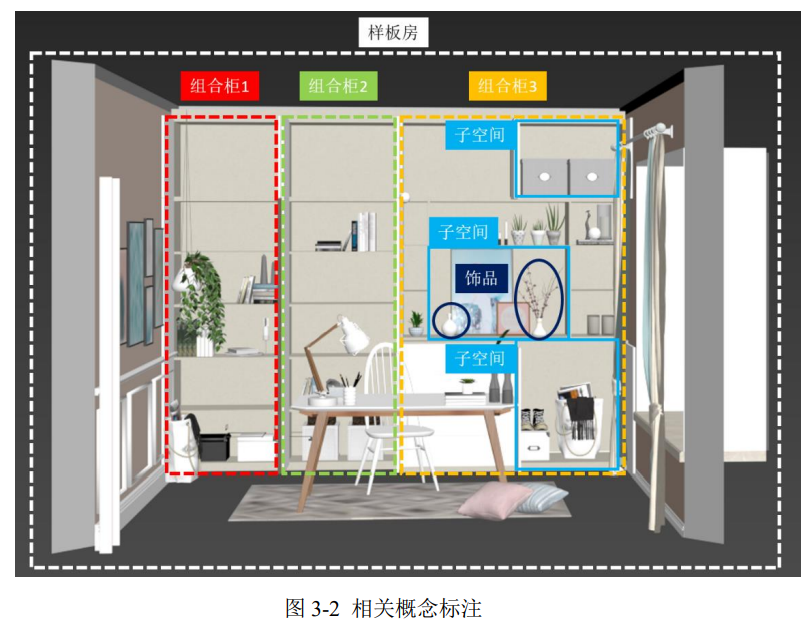 样板房
组合柜1
组合柜2
组合柜3
子空间
子空间
饰品
子空间
图 3-2 相关概念标注